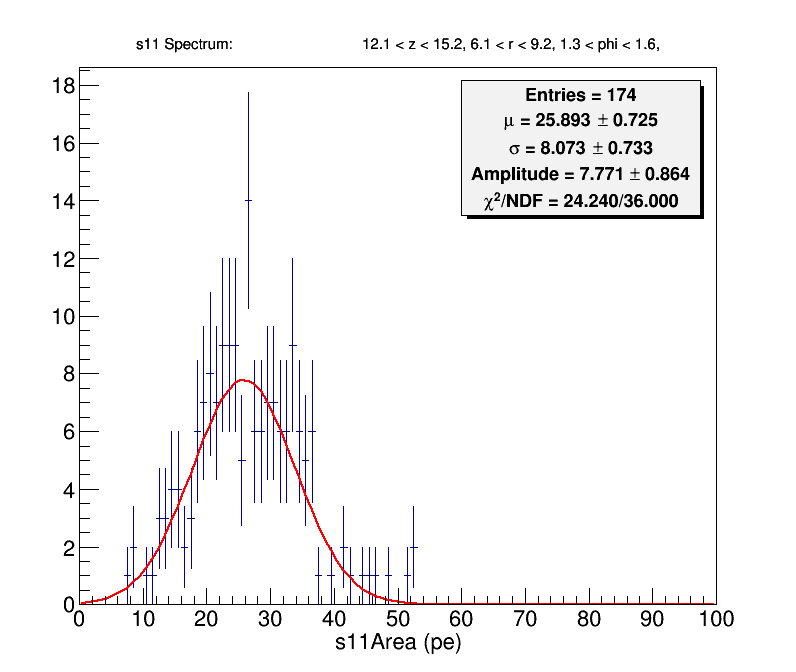 s11 Spectrum: 12.1 < z < 15.2, 6.1 < r < 9.2, 1.3 < phi < 1.6,
Entries = 174
μ = 25.893 ± 0.725
σ = 8.073 ± 0.733
Amplitude = 7.771 ± 0.864
χ²/NDF = 24.240/36.000
18
16
14
12
10
8
6
4
2
0
0 10 20 30 40 50 60 70 80 90 100
s11Area (pe)